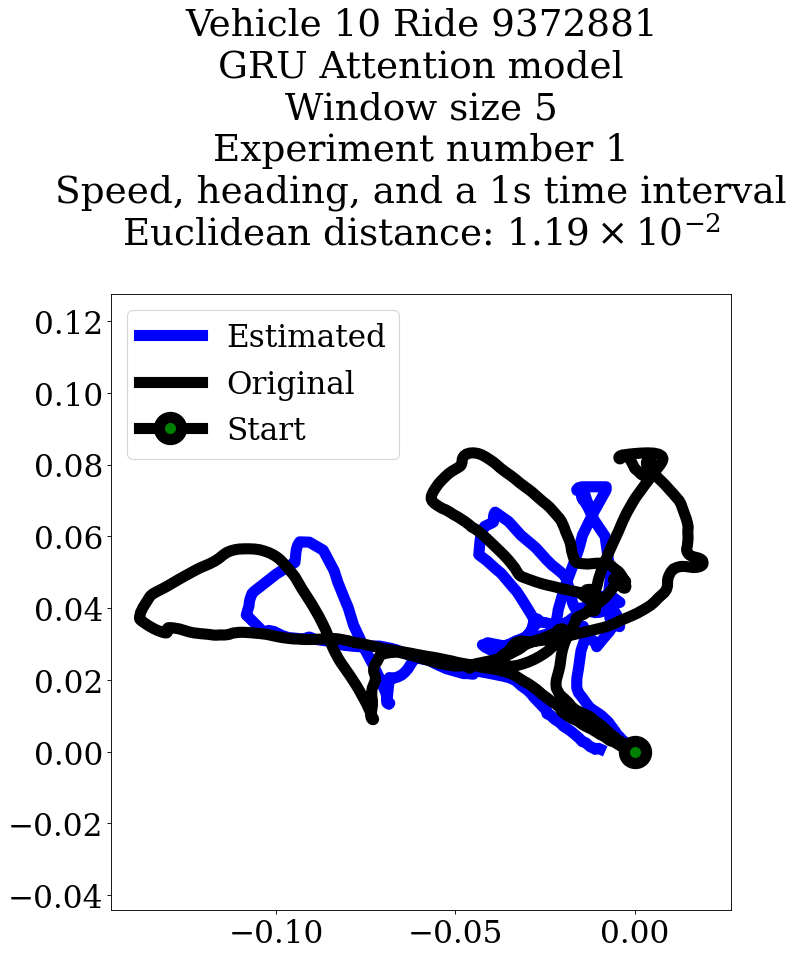 Vehicle 10 Ride 9372881
GRU Attention model
Window size 5
Experiment number 1
Speed, heading, and a 1s time interval
Euclidean distance: 1.19 × 10⁻²
Estimated
Original
Start
0.12
0.10
0.08
0.06
0.04
0.02
0.00
−0.02
−0.04
−0.10
−0.05
0.00